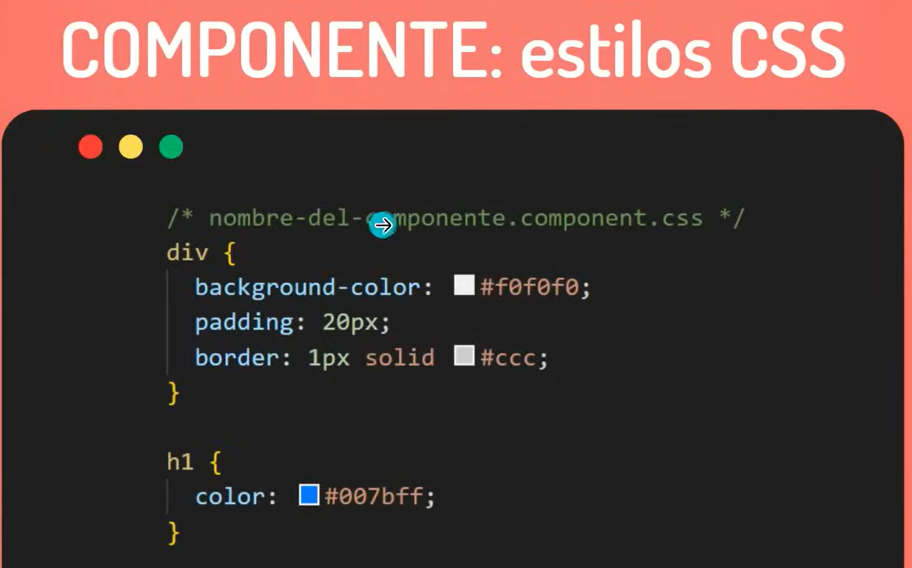 COMPONENTE: estilos CSS
/* nombre-del-componente.component.css */
div {
background-color: #f0f0f0;
padding: 20px;
border: 1px solid #ccc;
}
h1 {
color: #007bff;
}